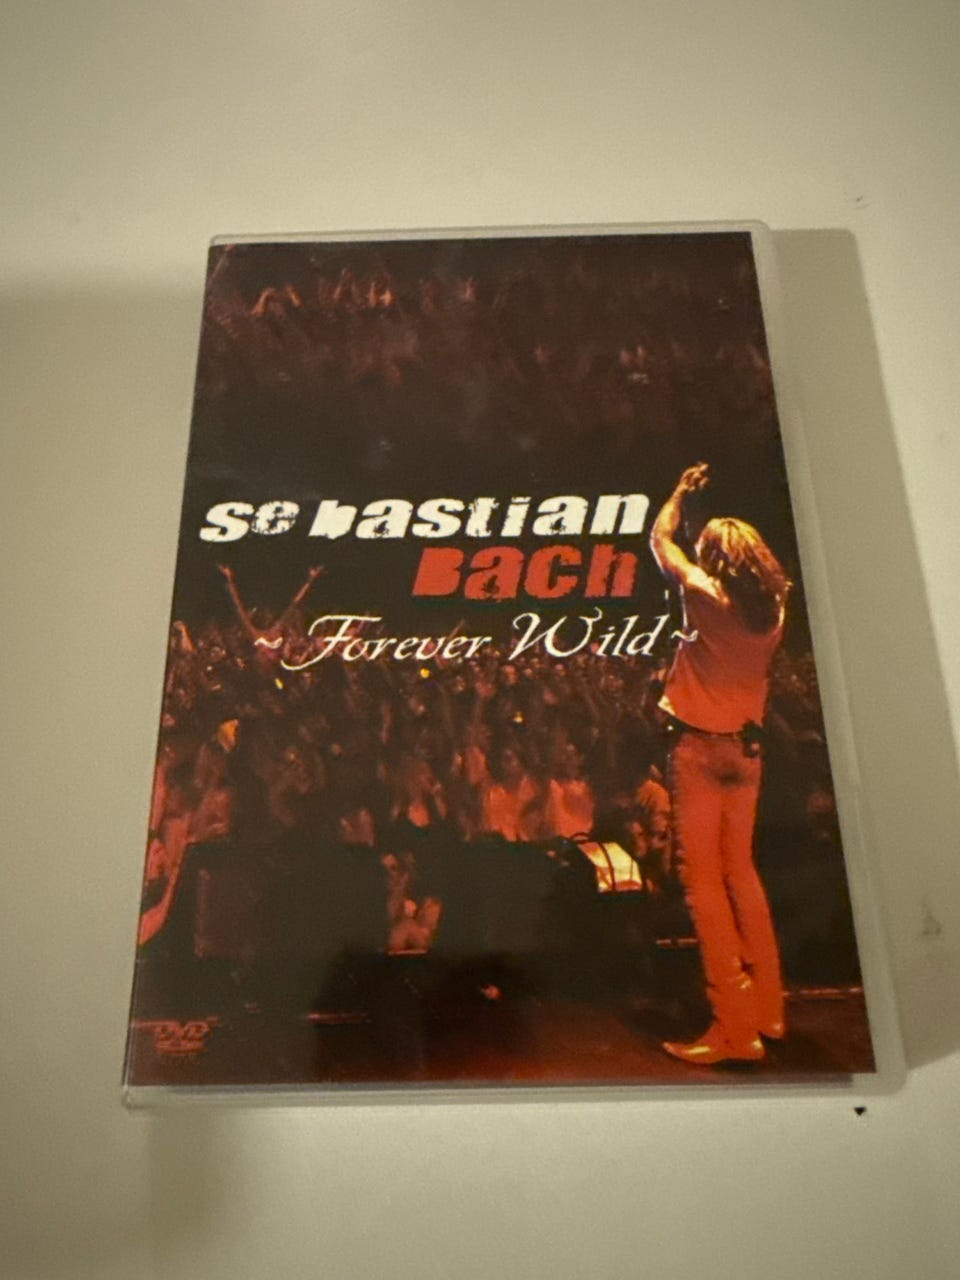 sebastian
Bach
~ Forever Wild ~
DVD